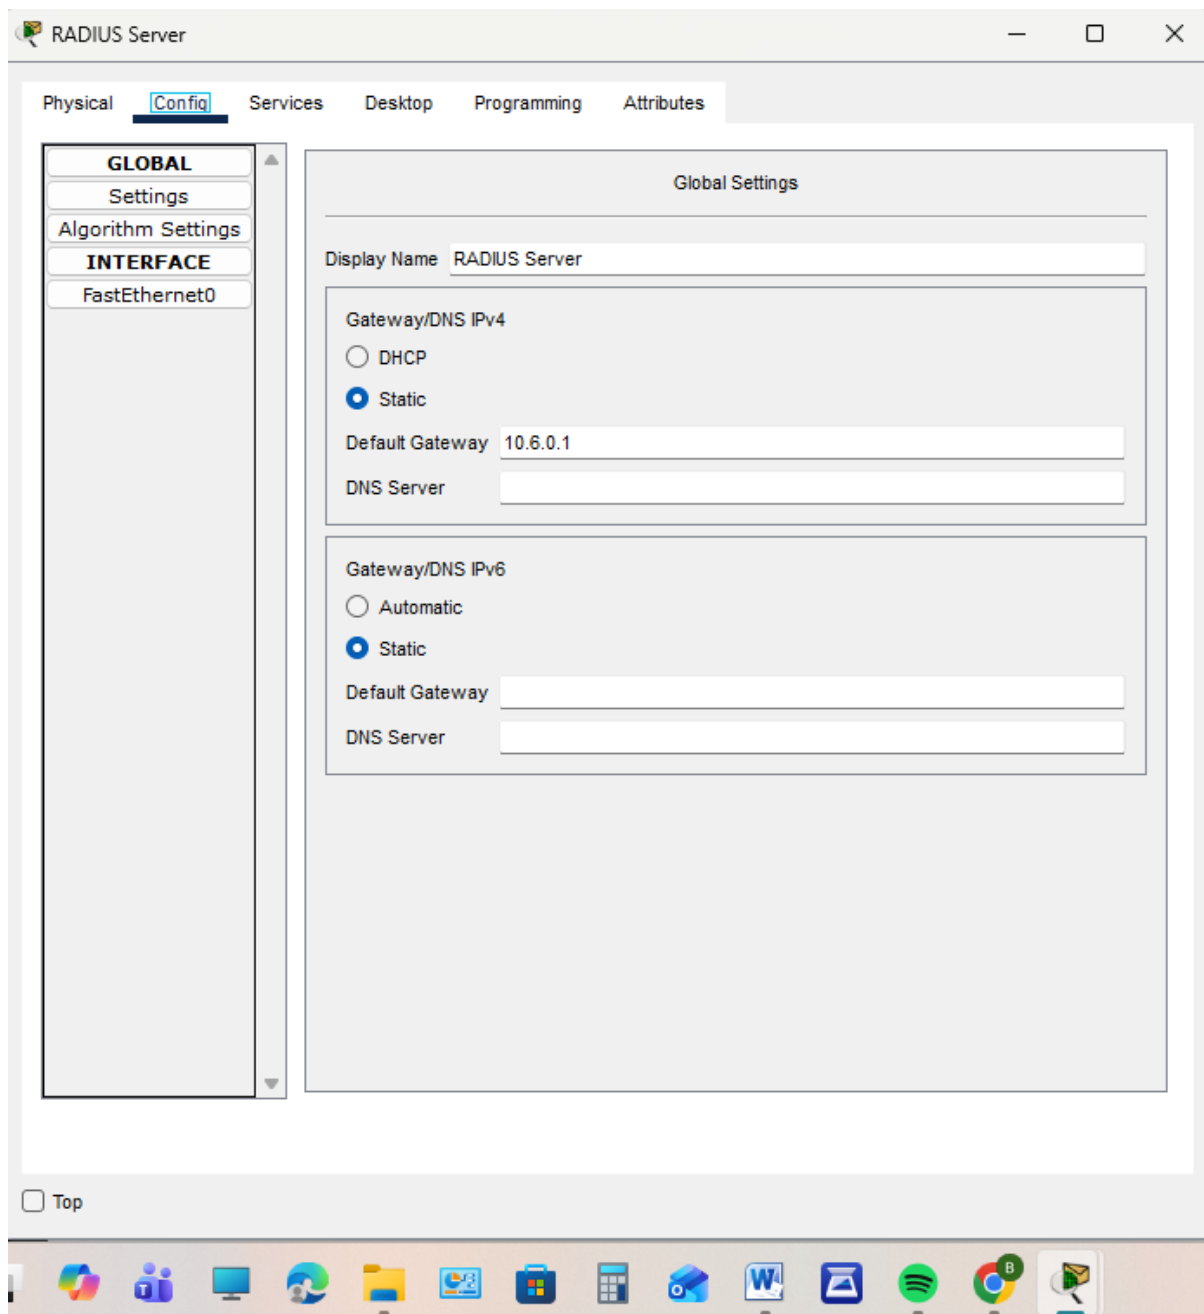 RADIUS Server
Physical Config Services Desktop Programming Attributes
GLOBAL
Settings
Algorithm Settings
INTERFACE
FastEthernet0
Global Settings
Display Name RADIUS Server
Gateway/DNS IPv4
DHCP
Static
Default Gateway 10.6.0.1
DNS Server
Gateway/DNS IPv6
Automatic
Static
Default Gateway
DNS Server
Top
B